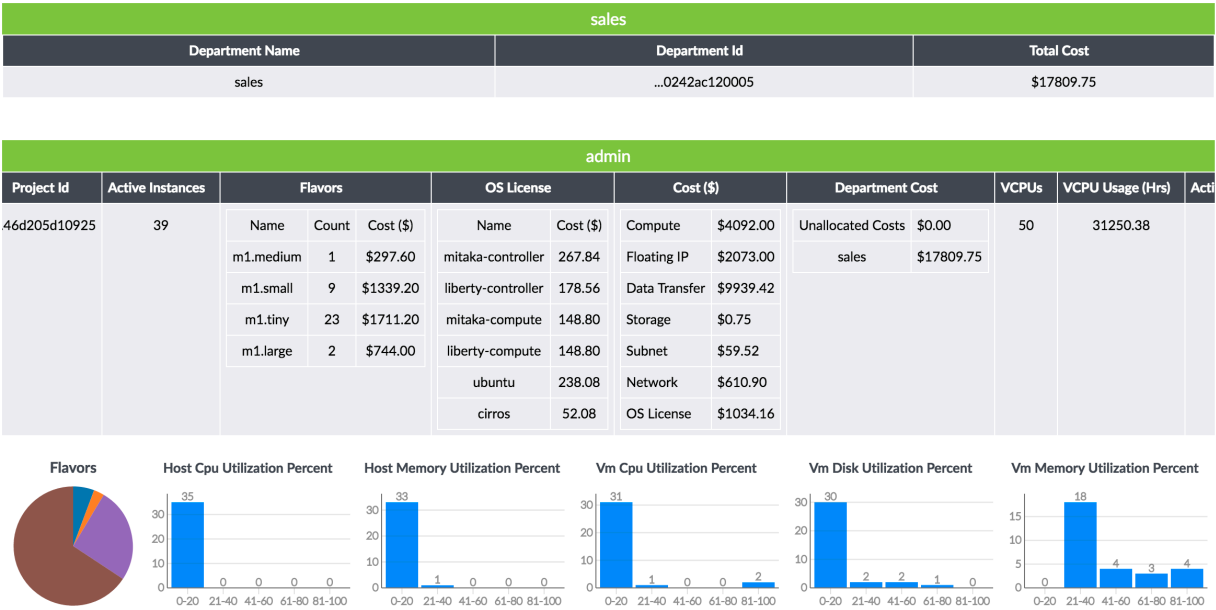 sales
Department Name Department Id Total Cost
sales ...0242ac120005 $17809.75
admin
Project Id Active Instances Flavors OS License Cost ($) Department Cost VCPUs VCPU Usage (Hrs) Acti
.46d205d10925 39 Name Count Cost ($) Name Cost ($) Compute $4092.00 Unallocated Costs $0.00 50 31250.38
m1.medium 1 $297.60 mitaka-controller 267.84 Floating IP $2073.00 sales $17809.75
m1.small 9 $1339.20 liberty-controller 178.56 Data Transfer $9939.42
m1.tiny 23 $1711.20 mitaka-compute 148.80 Storage $0.75
m1.large 2 $744.00 liberty-compute 148.80 Subnet $59.52
ubuntu 238.08 Network $610.90
cirros 52.08 OS License $1034.16
Flavors
Host Cpu Utilization Percent
35
30
20
10
0
0 0 0 0
0-20 21-40 41-60 61-80 81-100
Host Memory Utilization Percent
33
30
20
10
0
1 0 0 0
0-20 21-40 41-60 61-80 81-100
Vm Cpu Utilization Percent
31
30
20
10
0
1 0 0 2
0-20 21-40 41-60 61-80 81-100
Vm Disk Utilization Percent
30
30
20
10
0
2 2 1 0
0-20 21-40 41-60 61-80 81-100
Vm Memory Utilization Percent
18
15
10
5
0
0 4 3 4
0-20 21-40 41-60 61-80 81-100